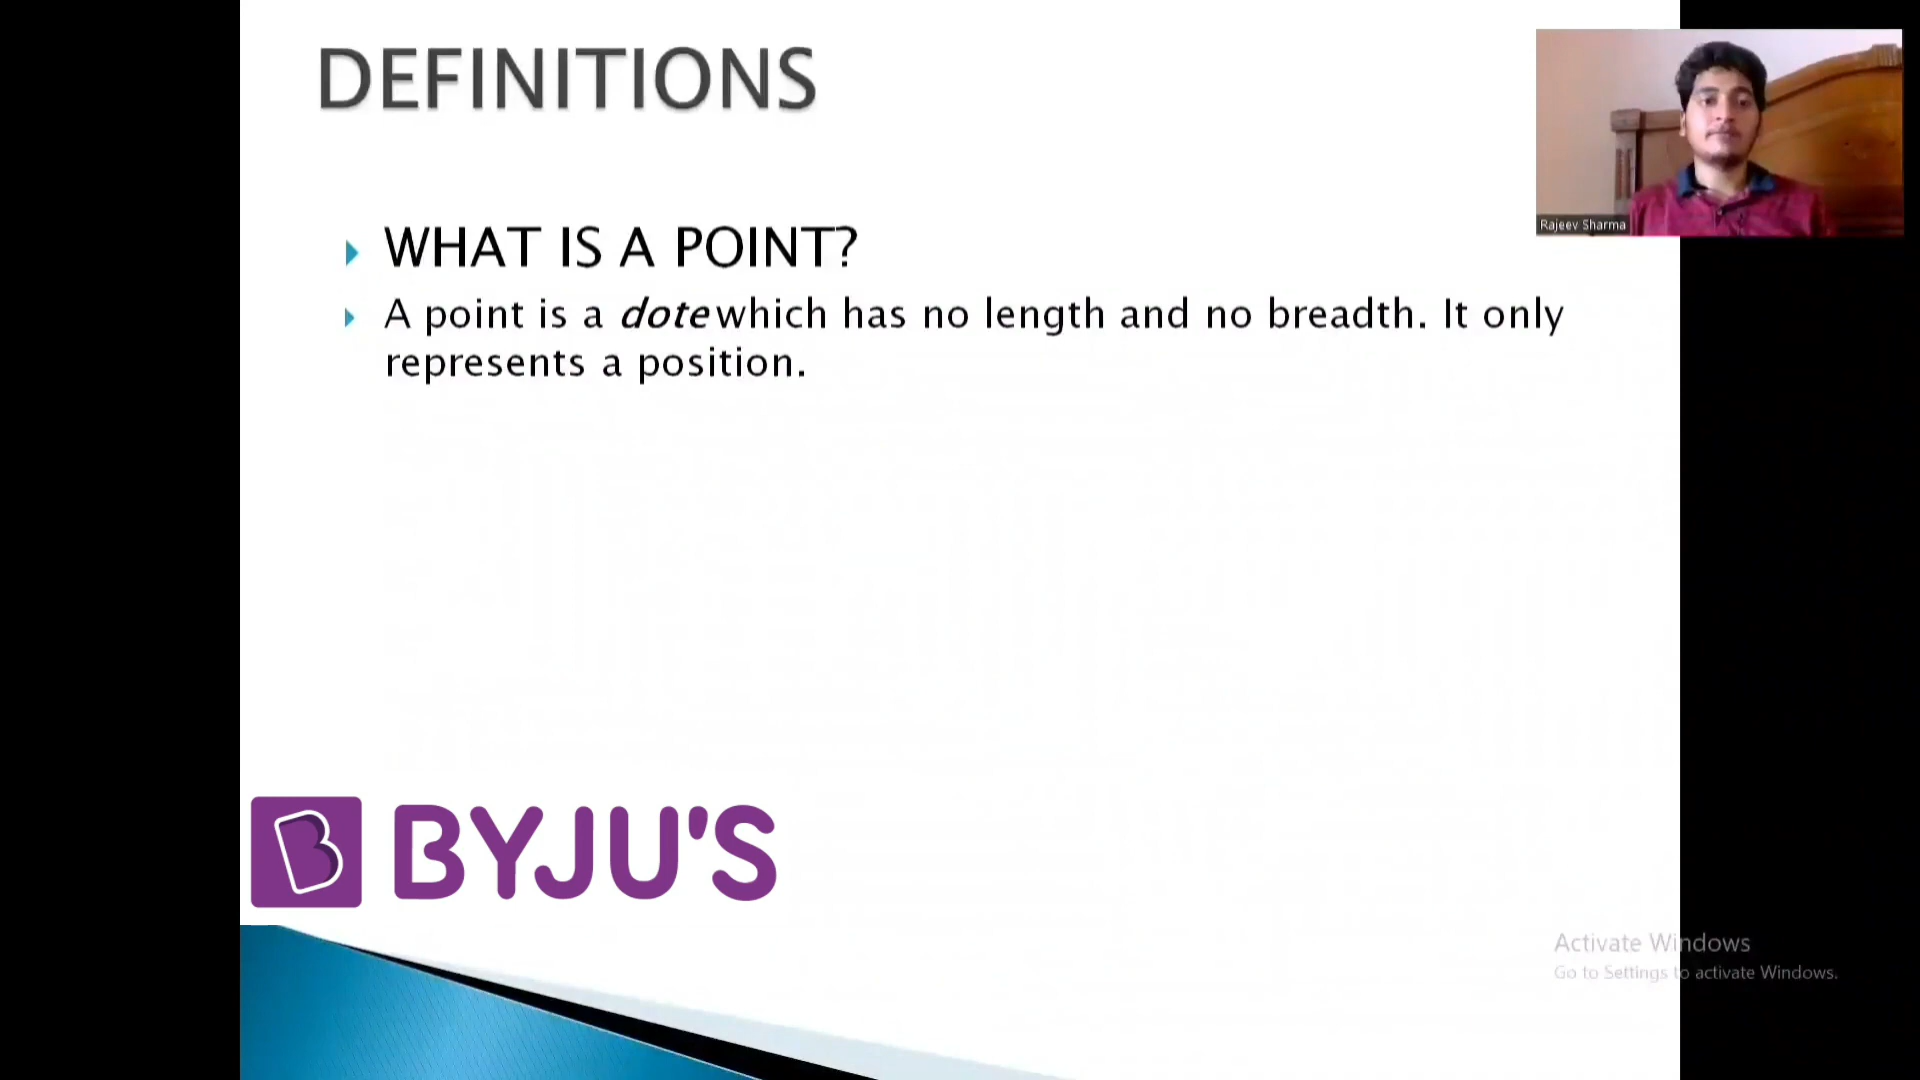 DEFINITIONS
Rajeev Sharma
WHAT IS A POINT?
A point is a dote which has no length and no breadth. It only
represents a position.
B BYJU'S
Activate Windows
Go to Settings to activate Windows.